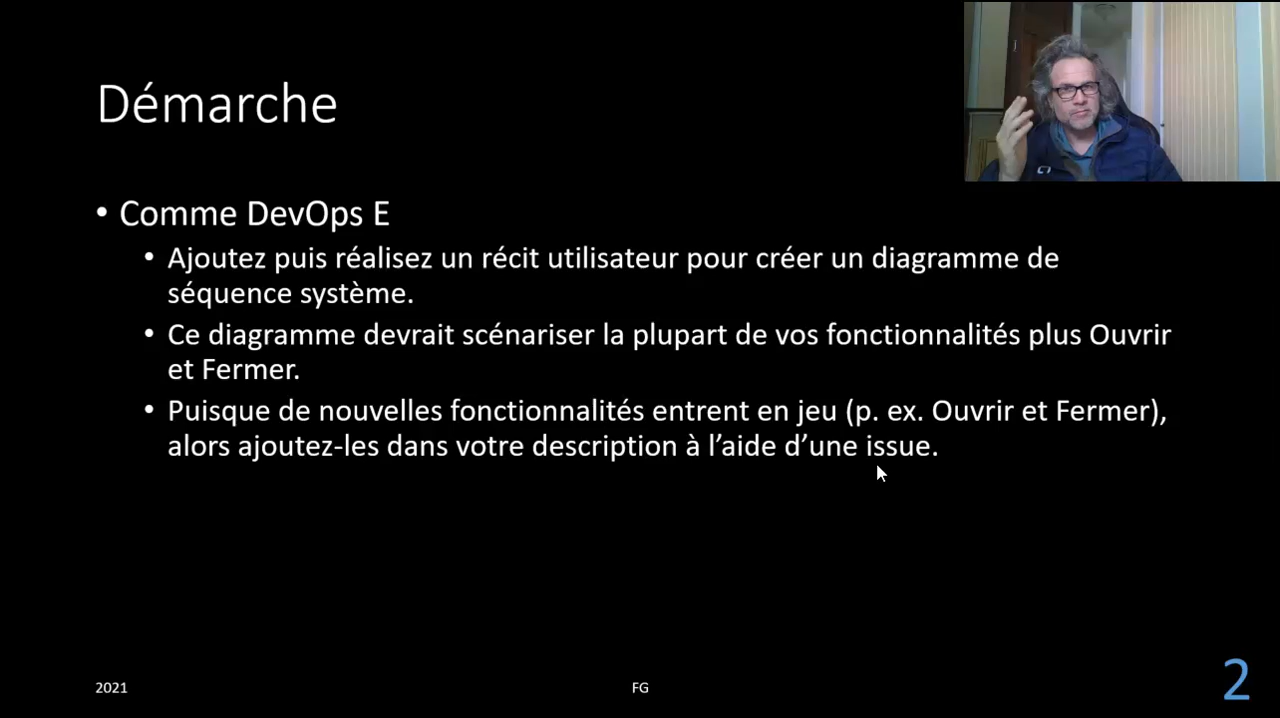 Démarche
• Comme DevOps E
• Ajoutez puis réalisez un récit utilisateur pour créer un diagramme de
séquence système.
• Ce diagramme devrait scénariser la plupart de vos fonctionnalités plus Ouvrir
et Fermer.
• Puisque de nouvelles fonctionnalités entrent en jeu (p. ex. Ouvrir et Fermer),
alors ajoutez-les dans votre description à l’aide d’une issue.
2021
FG
2